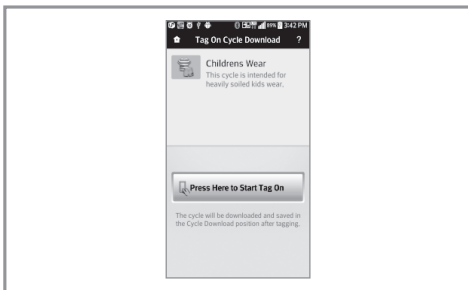 89% 3:42 PM
Tag On Cycle Download ?
Childrens Wear
This cycle is intended for
heavily soiled kids wear.
Press Here to Start Tag On
The cycle will be downloaded and saved in
the Cycle Download position after tagging.